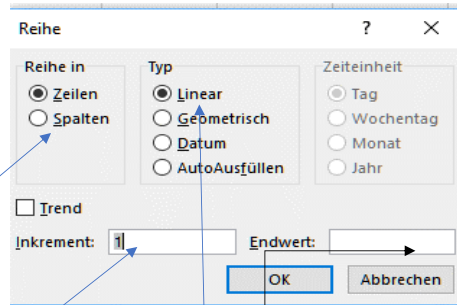 Reihe ? ×
Reihe in Typ Zeiteinheit
Zeilen Linear Tag
Spalten Geometrisch Wochentag
Datum Monat
AutoAusfüllen Jahr
Trend
Inkrement: 1 Endwert:
OK Abbrechen